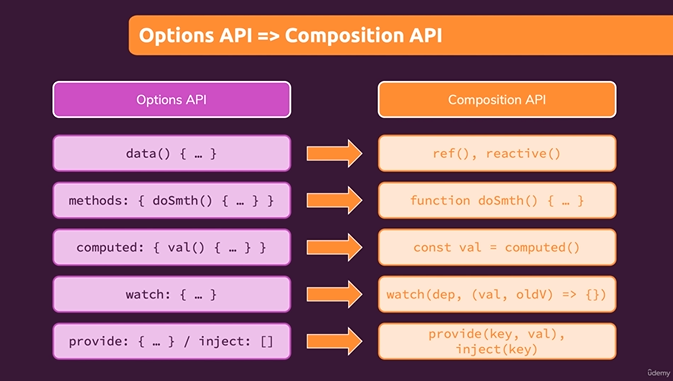 Options API => Composition API
Options API
Composition API
data() { … }
ref(), reactive()
methods: { doSmth() { … } }
function doSmth() { … }
computed: { val() { … } }
const val = computed()
watch: { … }
watch(dep, (val, oldV) => {})
provide: { … } / inject: []
provide(key, val),
inject(key)
ûdemy